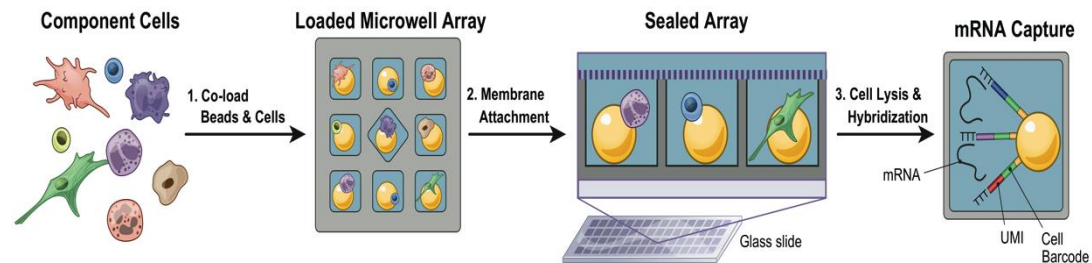 Component Cells
Loaded Microwell Array
Sealed Array
mRNA Capture
1. Co-load
Beads & Cells
2. Membrane
Attachment
3. Cell Lysis &
Hybridization
mRNA
Glass slide
UMI
Cell
Barcode